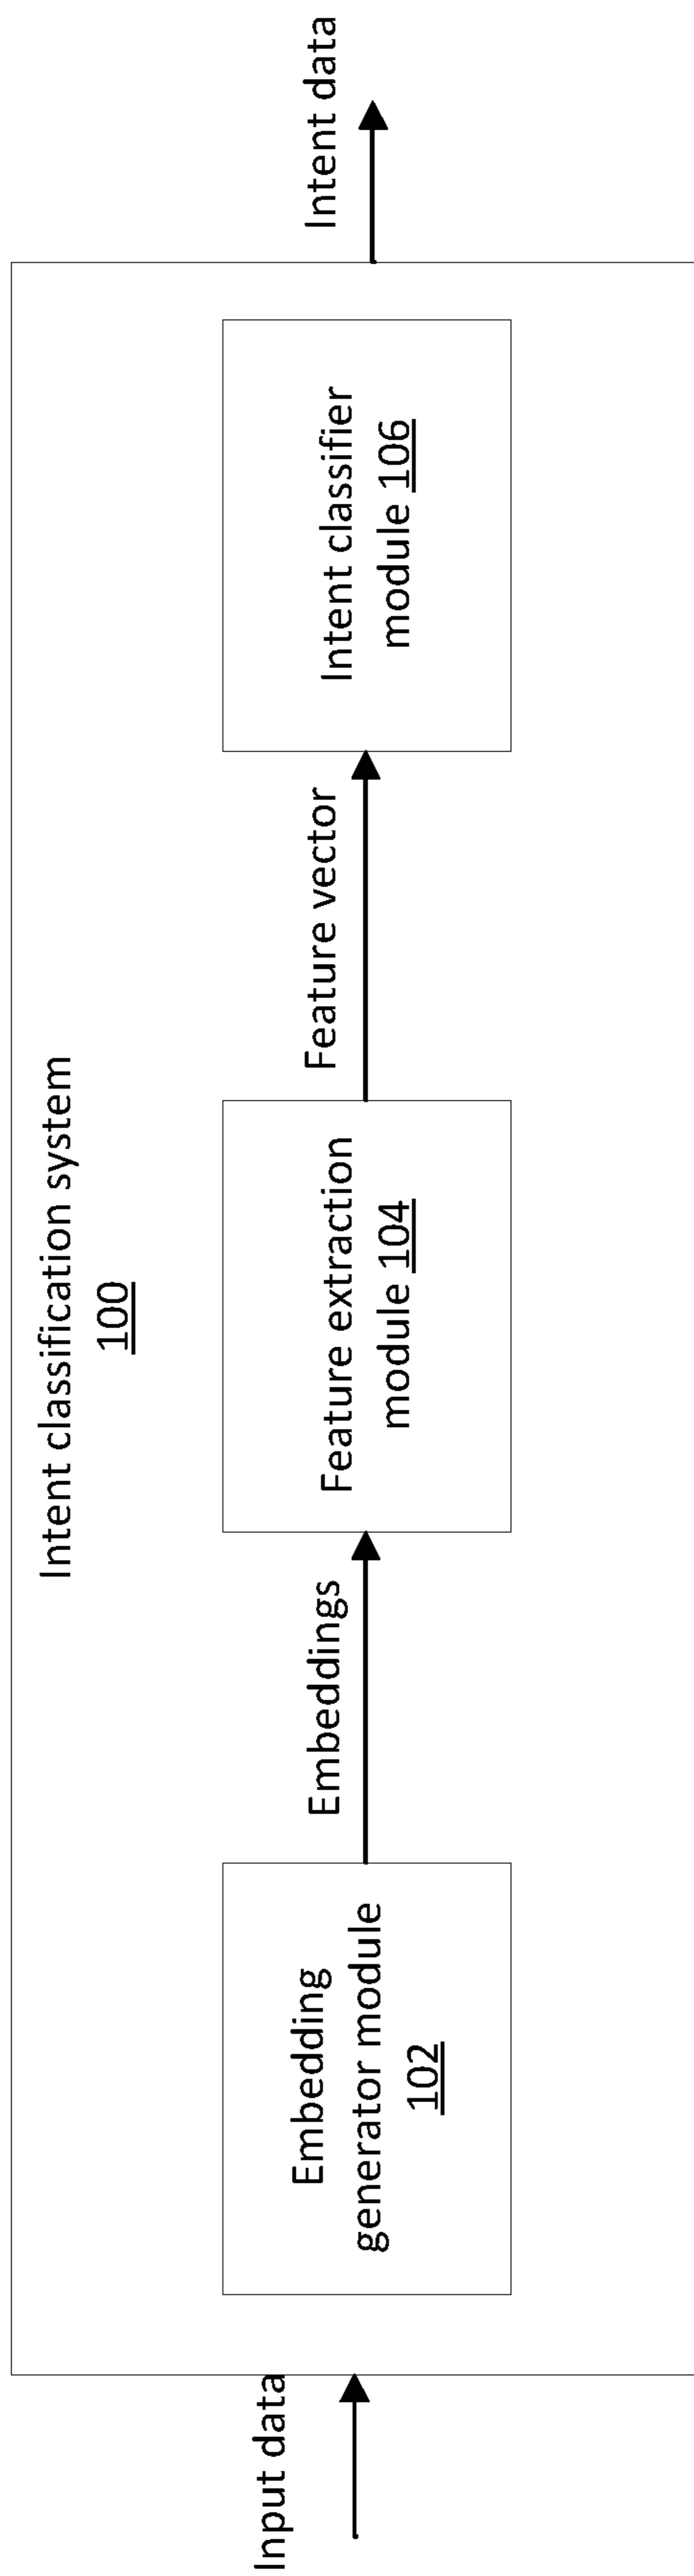 Intent classification system
100
Input data
Embedding
generator module
102
Embeddings
Feature extraction
module 104
Feature vector
Intent classifier
module 106
Intent data